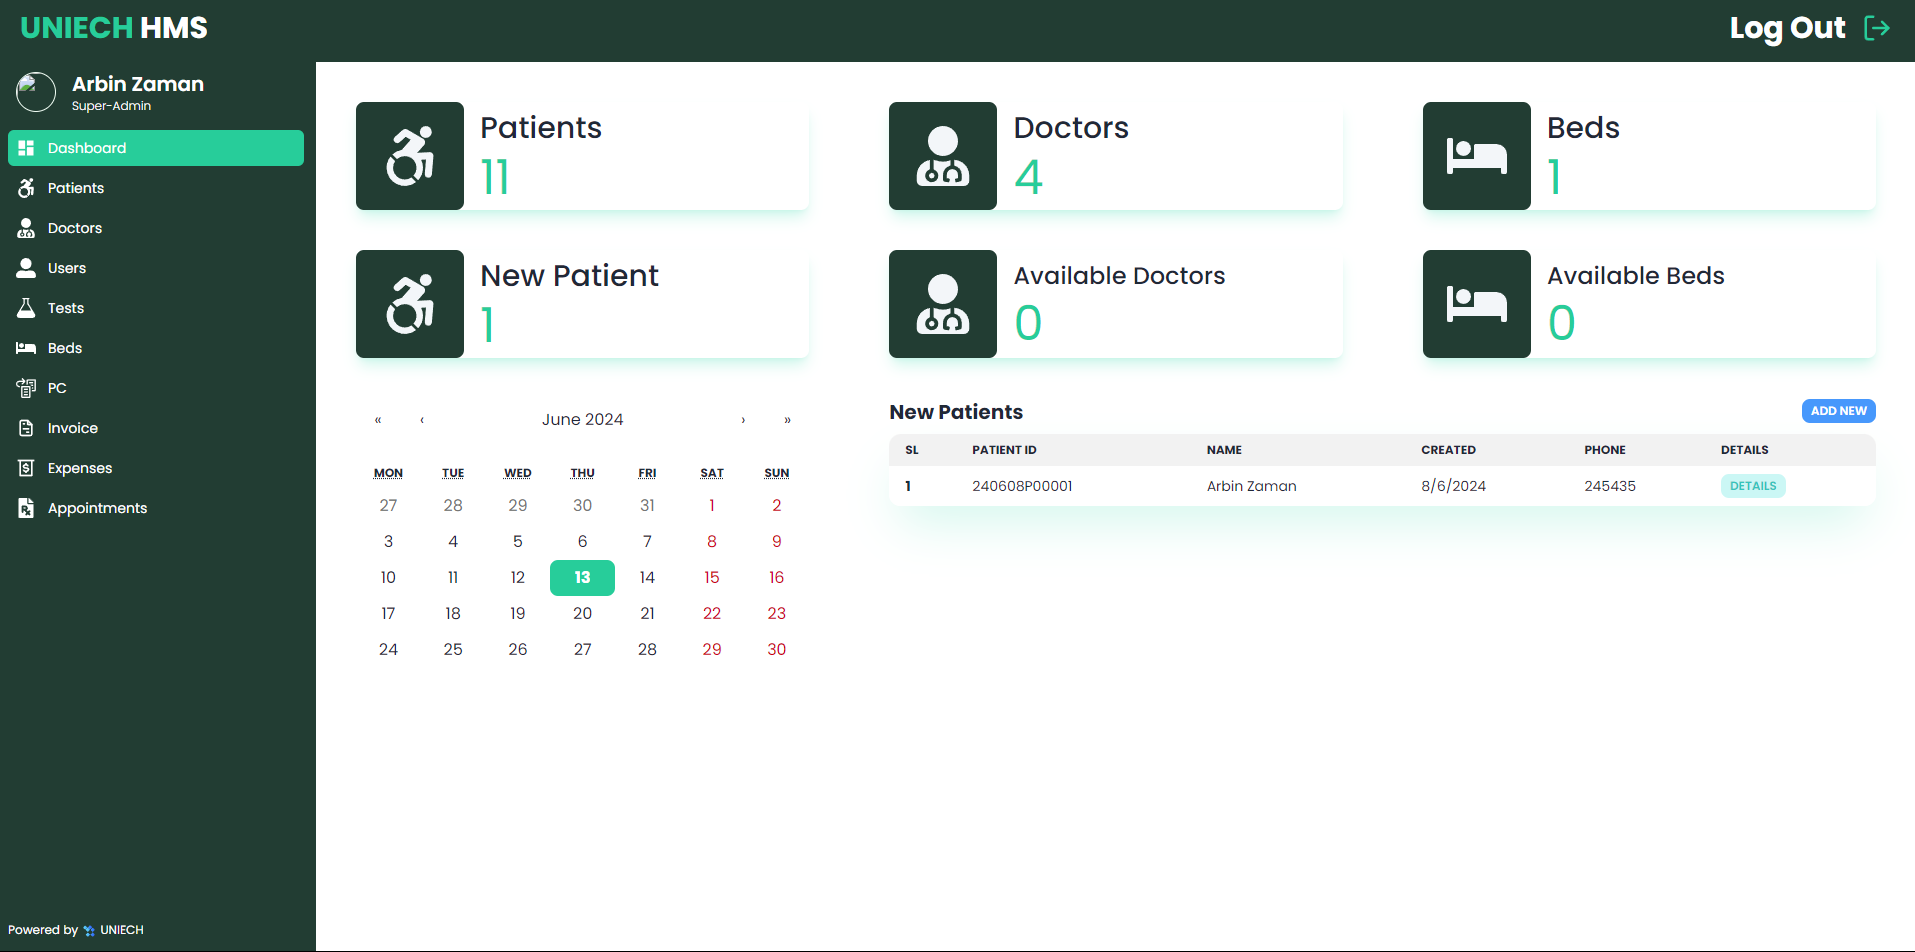 UNIECH HMS
Log Out
Arbin Zaman
Super-Admin
Dashboard
Patients
Doctors
Users
Tests
Beds
PC
Invoice
Expenses
Appointments
Powered by UNIECH
Patients
11
Doctors
4
Beds
1
New Patient
1
Available Doctors
0
Available Beds
0
« ‹ June 2024 › »
MON TUE WED THU FRI SAT SUN
27 28 29 30 31 1 2
3 4 5 6 7 8 9
10 11 12 13 14 15 16
17 18 19 20 21 22 23
24 25 26 27 28 29 30
New Patients
ADD NEW
SL PATIENT ID NAME CREATED PHONE DETAILS
1 240608P00001 Arbin Zaman 8/6/2024 245435 DETAILS